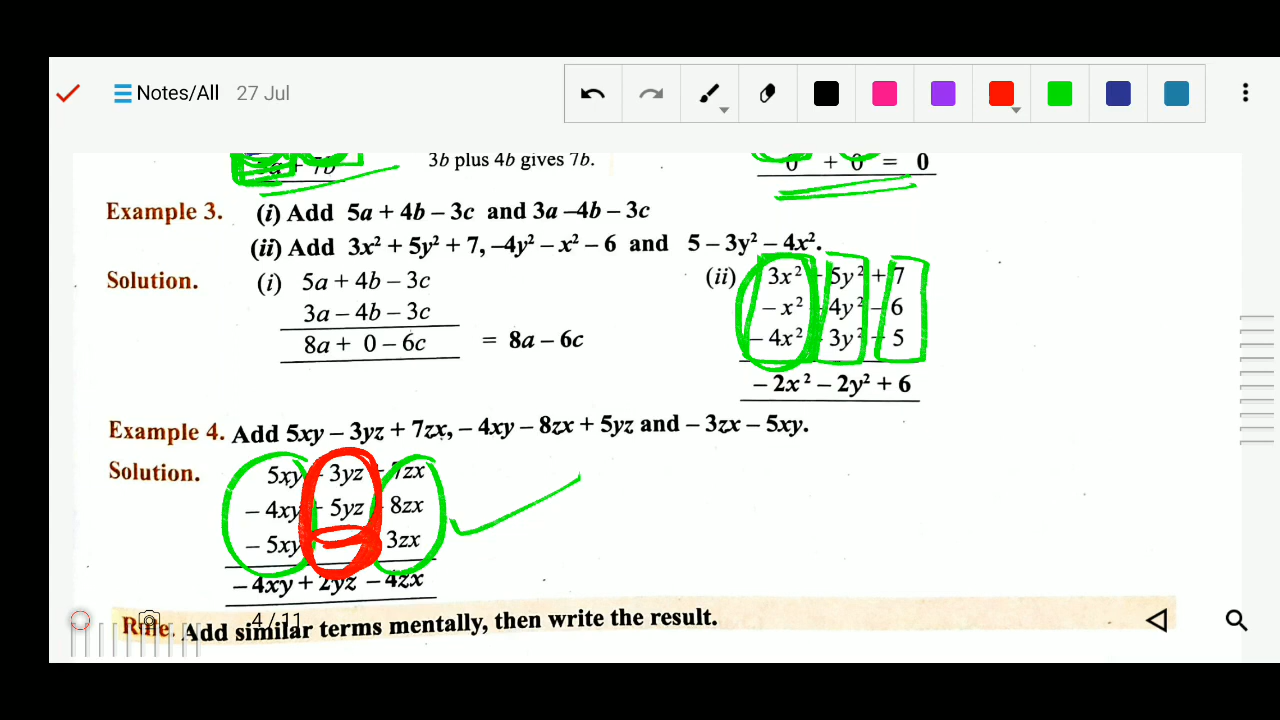 Notes/All 27 Jul
5a + 7b 3b plus 4b gives 7b. 0 + 0 = 0
Example 3. (i) Add 5a + 4b – 3c and 3a –4b – 3c
(ii) Add 3x² + 5y² + 7, –4y² – x² – 6 and 5 – 3y² – 4x².
Solution. (i) 5a + 4b – 3c (ii) 3x² + 5y² + 7
3a – 4b – 3c – x² – 4y² – 6
8a + 0 – 6c = 8a – 6c – 4x² 3y² + 5
– 2x² – 2y² + 6
Example 4. Add 5xy – 3yz + 7zx, – 4xy – 8zx + 5yz and – 3zx – 5xy.
Solution. 5xy – 3yz 7zx
– 4xy + 5yz 8zx
– 5xy 3zx
– 4xy + 2yz – 4zx
4/11
Rule. Add similar terms mentally, then write the result.